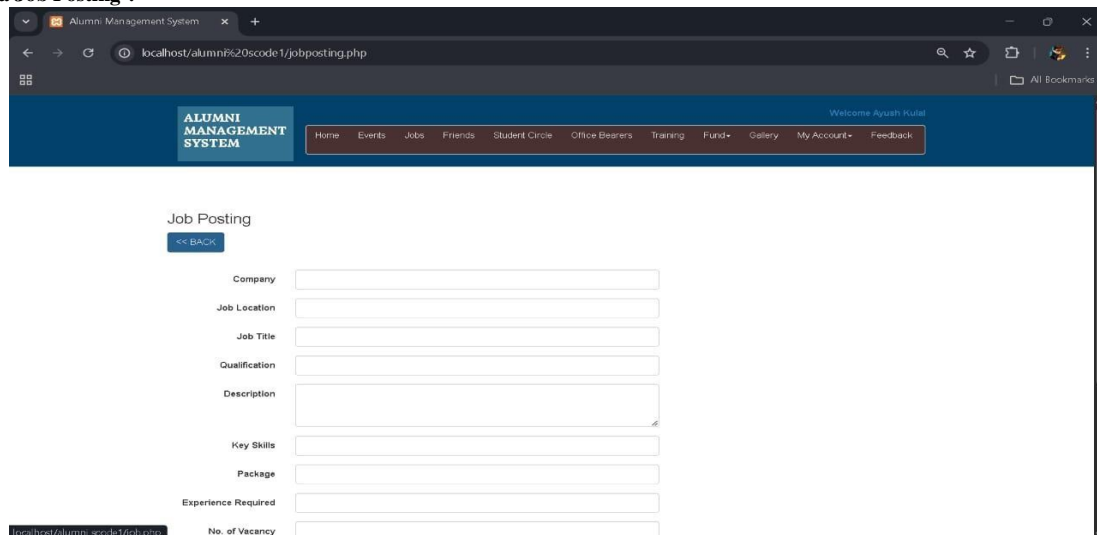 Job Posting :
Alumni Management System
localhost/alumni%20scode1/jobposting.php
All Bookmarks
Welcome Ayush Kulal
ALUMNI
MANAGEMENT
SYSTEM
Home Events Jobs Friends Student Circle Office Bearers Training Fund My Account Gallery Feedback
Job Posting
<< BACK
Company
Job Location
Job Title
Qualification
Description
Key Skills
Package
Experience Required
No. of Vacancy
localhost/alumni scode1/job.php